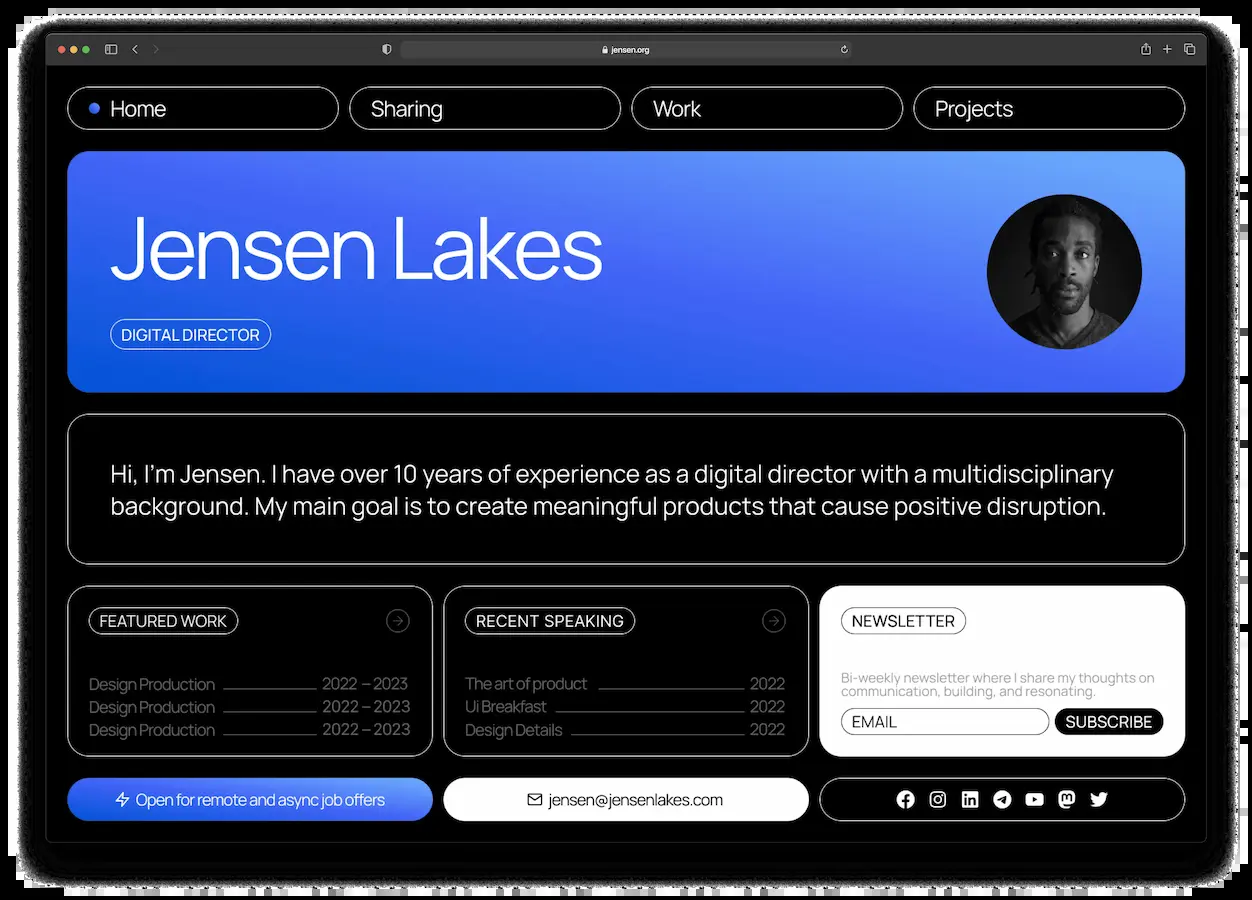 jensen.org
Home
Sharing
Work
Projects
Jensen Lakes
DIGITAL DIRECTOR
Hi, I'm Jensen. I have over 10 years of experience as a digital director with a multidisciplinary
background. My main goal is to create meaningful products that cause positive disruption.
FEATURED WORK
Design Production 2022 – 2023
Design Production 2022 – 2023
Design Production 2022 – 2023
RECENT SPEAKING
The art of product 2022
Ui Breakfast 2022
Design Details 2022
NEWSLETTER
Bi-weekly newsletter where I share my thoughts on
communication, building, and resonating.
EMAIL
SUBSCRIBE
Open for remote and async job offers
jensen@jensenlakes.com